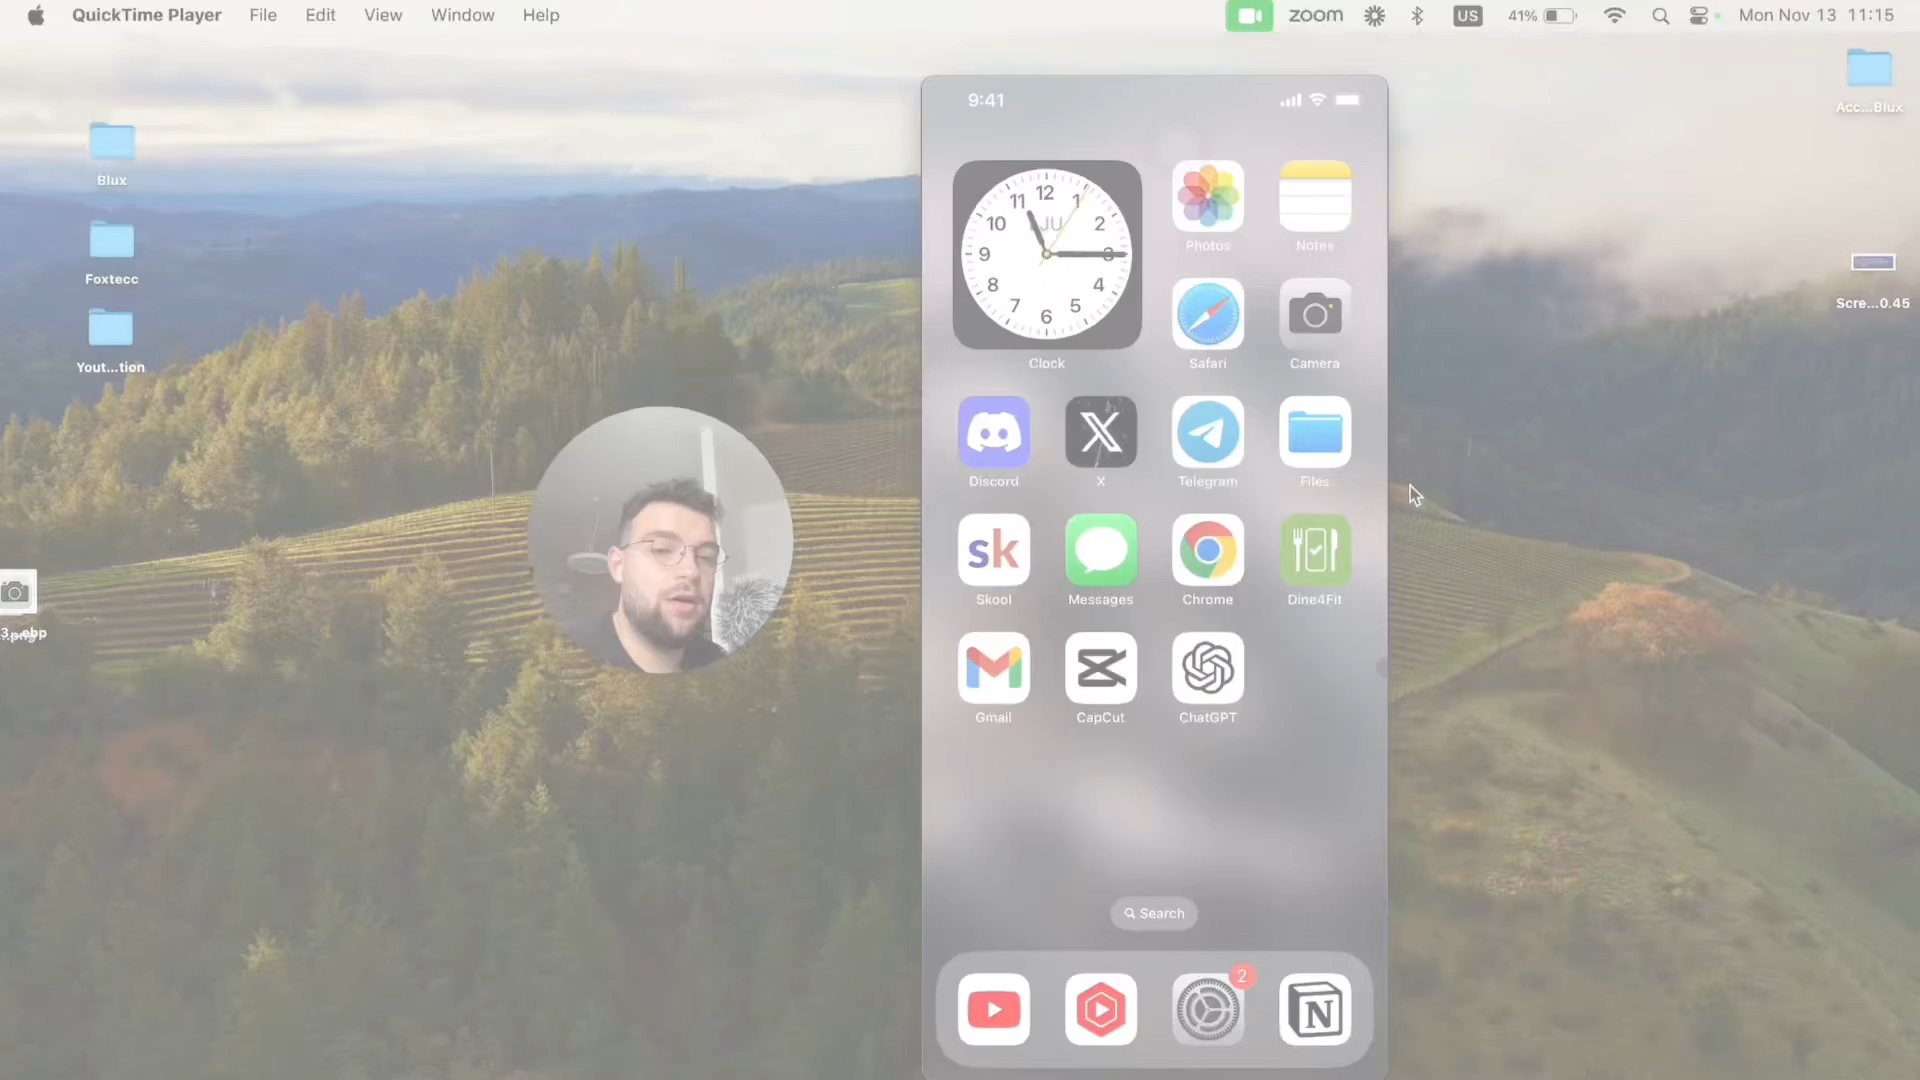 QuickTime Player File Edit View Window Help zoom US 41% Mon Nov 13 11:15
Acc...Blux
Blux
Foxtecc
Yout...tion
Scre...0.45
9:41
12
11 1
10 JU 2
9 3
8 4
7 5
6
Clock
Photos
Notes
Safari
Camera
Discord
X
Telegram
Files
sk
Skool
Messages
Chrome
Dine4Fit
Gmail
CapCut
ChatGPT
Search
2
N